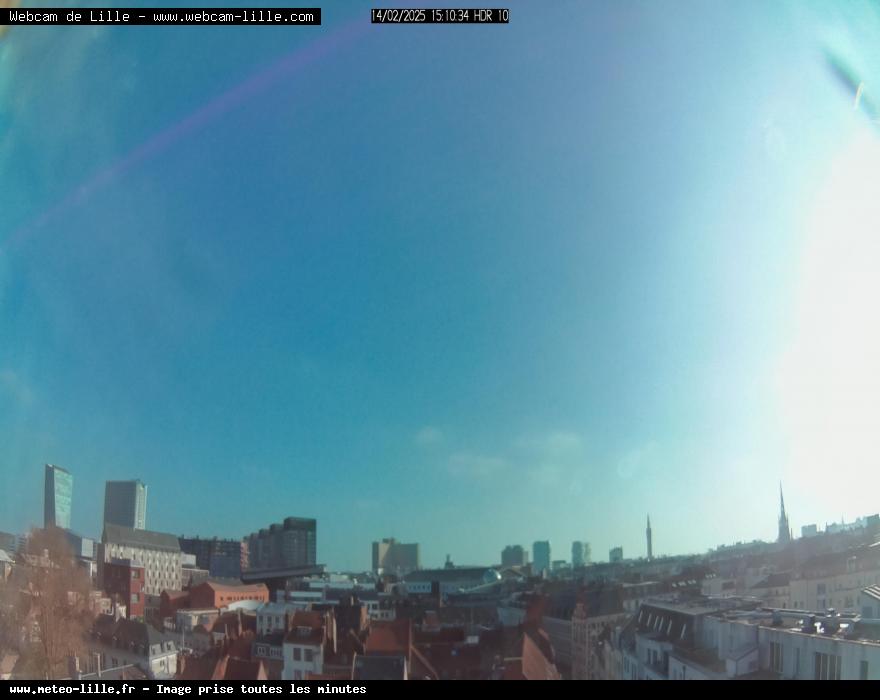 Webcam de Lille - www.webcam-lille.com
14/02/2025 15:10:34 HDR 10
www.meteo-lille.fr - Image prise toutes les minutes